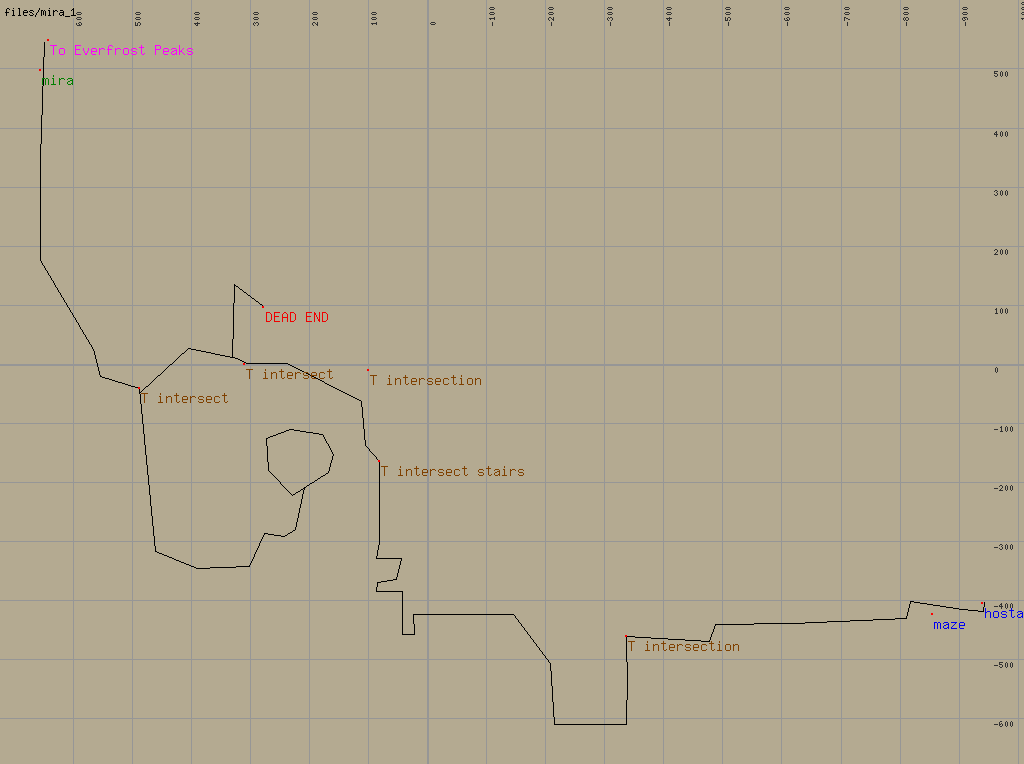 files/mira_1
600 500 400 300 200 100 0 -100 -200 -300 -400 -500 -600 -700 -800 -900
To Everfrost Peaks
500
mira
400
300
200
100
DEAD END
0
T intersect
T intersection
T intersect
-100
T intersect stairs
-200
-300
-400
hosta
maze
T intersection
-500
-600